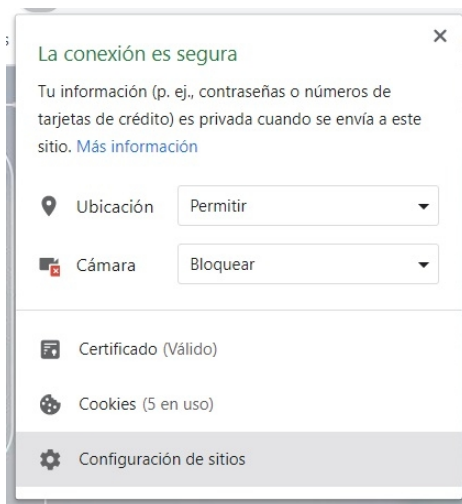 La conexión es segura
Tu información (p. ej., contraseñas o números de
tarjetas de crédito) es privada cuando se envía a este
sitio. Más información
Ubicación Permitir
Cámara Bloquear
Certificado (Válido)
Cookies (5 en uso)
Configuración de sitios